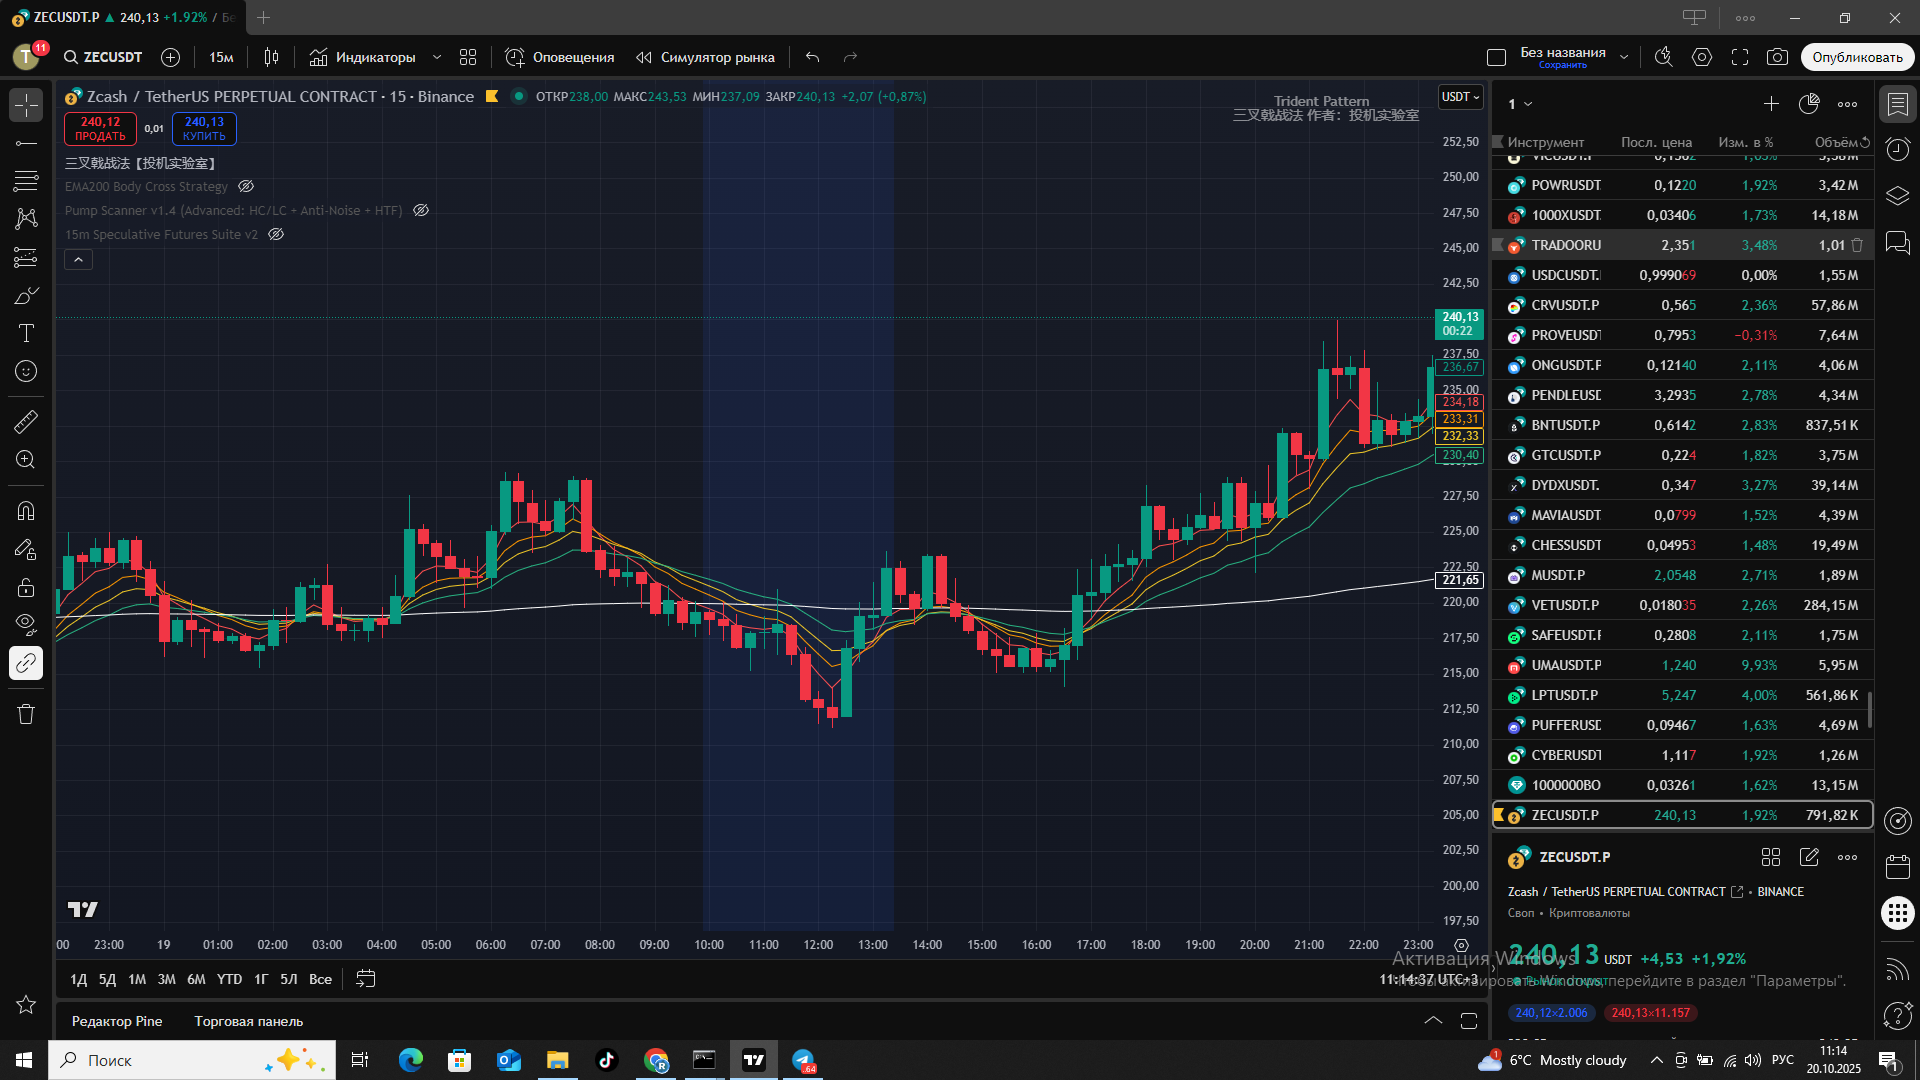 ZECUSDT.P ▲ 240,13 +1.92% / Бе
T 11 ZECUSDT 15м Индикаторы Оповещения Симулятор рынка Без названия Сохранить Опубликовать
Zcash / TetherUS PERPETUAL CONTRACT · 15 · Binance ОТКР238,00 МАКС243,53 МИН237,09 ЗАКР240,13 +2,07 (+0,87%)
240,12 ПРОДАТЬ 0,01 240,13 КУПИТЬ
三叉戟战法【投机实验室】
EMA200 Body Cross Strategy
Pump Scanner v1.4 (Advanced: HC/LC + Anti-Noise + HTF)
15m Speculative Futures Suite v2
Trident Pattern
三叉戟战法 作者：投机实验室
USDT
252,50
250,00
247,50
245,00
242,50
240,13
00:22
237,50
236,67
235,00
234,18
233,31
232,33
230,40
227,50
225,00
222,50
221,65
220,00
217,50
215,00
212,50
210,00
207,50
205,00
202,50
200,00
197,50
:00 23:00 19 01:00 02:00 03:00 04:00 05:00 06:00 07:00 08:00 09:00 10:00 11:00 12:00 13:00 14:00 15:00 16:00 17:00 18:00 19:00 20:00 21:00 22:00 23:00
1Д 5Д 1М 3М 6М YTD 1Г 5Л Все
11:14:37 UTC+3
Редактор Pine Торговая панель
1
Инструмент Посл. цена Изм. в % Объём
POWRUSDT. 0,1220 1,92% 3,42 M
1000XUSDT. 0,03406 1,73% 14,18 M
TRADOORU 2,351 3,48% 1,01
USDCUSDT. 0,999069 0,00% 1,55 M
CRVUSDT.P 0,565 2,36% 57,86 M
PROVEUSDT 0,7953 −0,31% 7,64 M
ONGUSDT.P 0,12140 2,11% 4,06 M
PENDLEUSD 3,2935 2,78% 4,34 M
BNTUSDT.P 0,6142 2,83% 837,51 K
GTCUSDT.P 0,224 1,82% 3,75 M
DYDXUSDT. 0,347 3,27% 39,14 M
MAVIAUSDT 0,0799 1,52% 4,39 M
CHESSUSDT 0,04953 1,48% 19,49 M
MUSDT.P 2,0548 2,71% 1,89 M
VETUSDT.P 0,018035 2,26% 284,15 M
SAFEUSDT.F 0,2808 2,11% 1,75 M
UMAUSDT.P 1,240 9,93% 5,95 M
LPTUSDT.P 5,247 4,00% 561,86 K
PUFFERUSD 0,09467 1,63% 4,69 M
CYBERUSDT 1,117 1,92% 1,26 M
1000000BO 0,03261 1,62% 13,15 M
ZECUSDT.P 240,13 1,92% 791,82 K
ZECUSDT.P
Zcash / TetherUS PERPETUAL CONTRACT • BINANCE
Своп • Криптовалюты
240,13 USDT +4,53 +1,92%
Активация Windows
Чтобы активировать Windows, перейдите в раздел "Параметры".
240,12×2.006 240,13×11.157
Поиск
.64
1 6°C Mostly cloudy РУС 11:14
20.10.2025 1